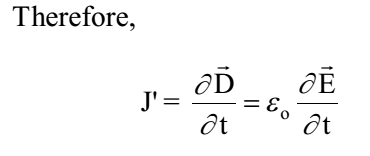 Therefore,
J' = ∂D⃗/∂t = ε₀ ∂E⃗/∂t